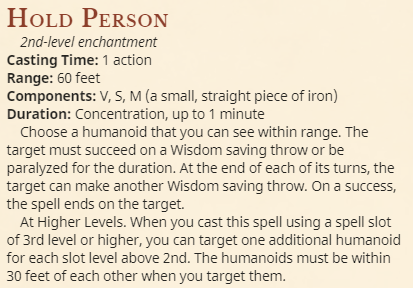 Hold Person
2nd-level enchantment
Casting Time: 1 action
Range: 60 feet
Components: V, S, M (a small, straight piece of iron)
Duration: Concentration, up to 1 minute
Choose a humanoid that you can see within range. The
target must succeed on a Wisdom saving throw or be
paralyzed for the duration. At the end of each of its turns, the
target can make another Wisdom saving throw. On a success,
the spell ends on the target.
At Higher Levels. When you cast this spell using a spell slot
of 3rd level or higher, you can target one additional humanoid
for each slot level above 2nd. The humanoids must be within
30 feet of each other when you target them.